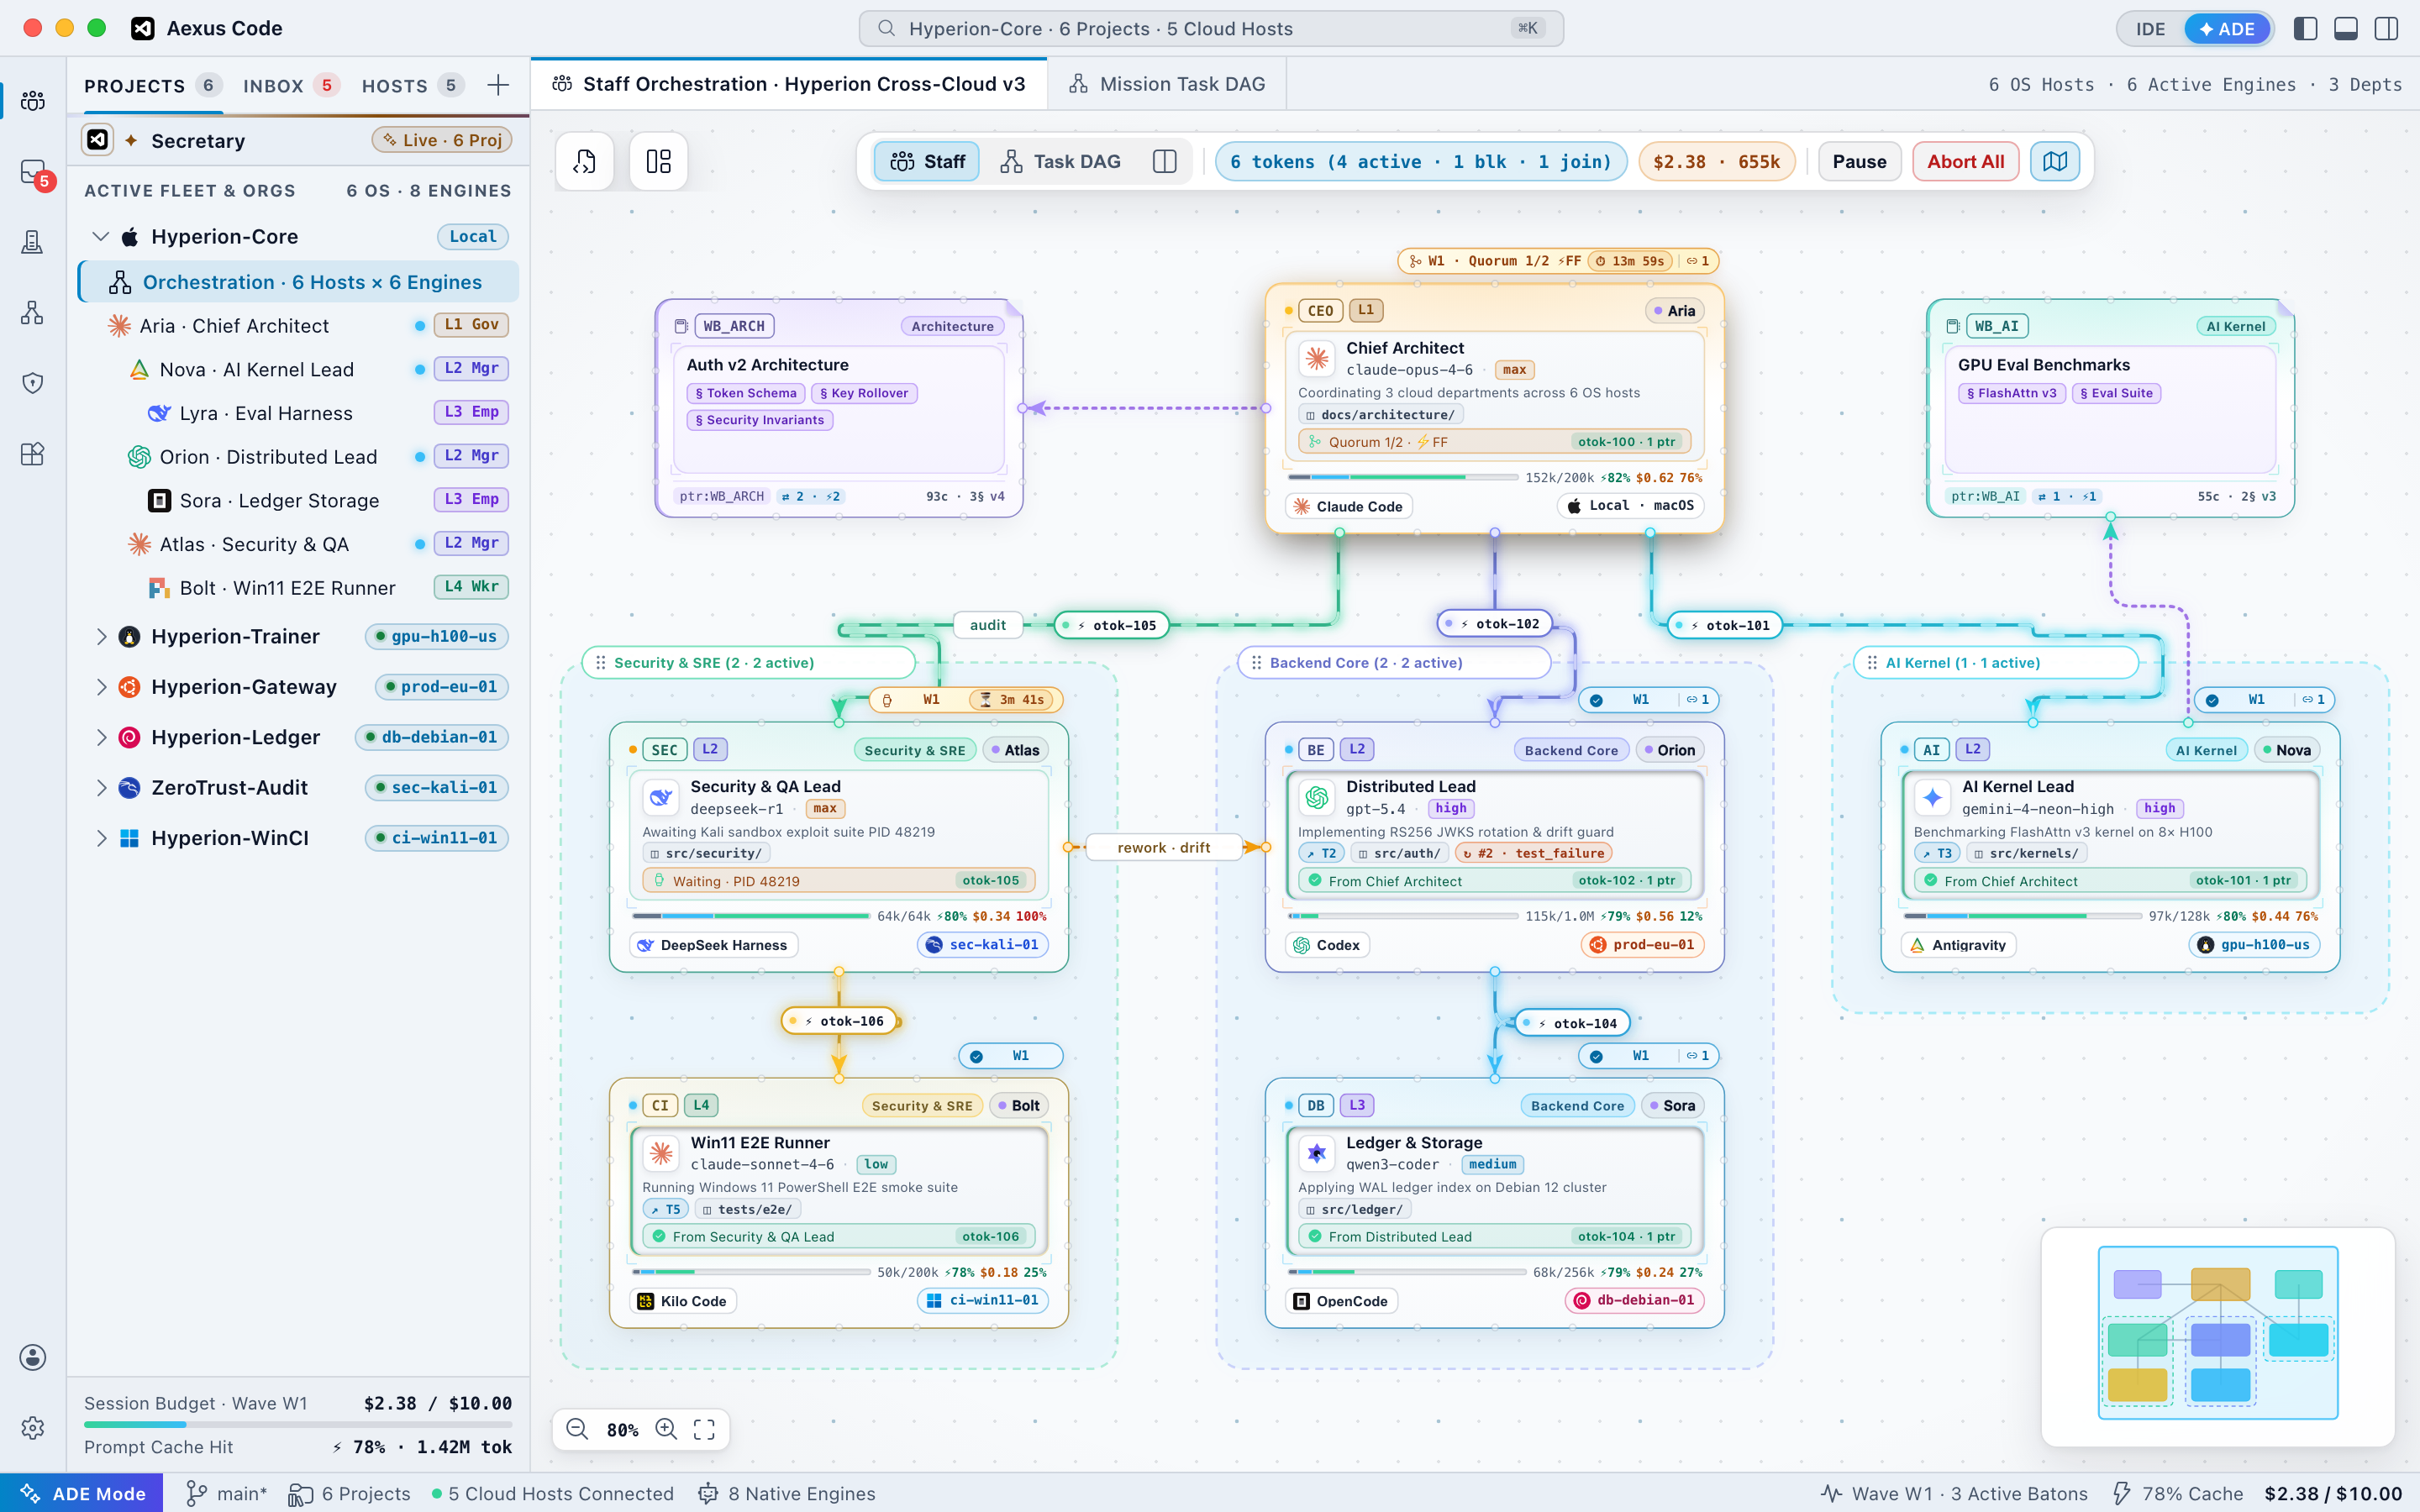 Aexus Code
Hyperion-Core · 6 Projects · 5 Cloud Hosts ⌘K
IDE ✦ ADE
PROJECTS 6 INBOX 5 HOSTS 5
Staff Orchestration · Hyperion Cross-Cloud v3
Mission Task DAG
6 OS Hosts · 6 Active Engines · 3 Depts
5
✦ Secretary Live · 6 Proj
ACTIVE FLEET & ORGS 6 OS · 8 ENGINES
Hyperion-Core Local
Orchestration · 6 Hosts × 6 Engines
Aria · Chief Architect L1 Gov
Nova · AI Kernel Lead L2 Mgr
Lyra · Eval Harness L3 Emp
Orion · Distributed Lead L2 Mgr
Sora · Ledger Storage L3 Emp
Atlas · Security & QA L2 Mgr
Bolt · Win11 E2E Runner L4 Wkr
Hyperion-Trainer gpu-h100-us
Hyperion-Gateway prod-eu-01
Hyperion-Ledger db-debian-01
ZeroTrust-Audit sec-kali-01
Hyperion-WinCI ci-win11-01
Session Budget · Wave W1 $2.38 / $10.00
Prompt Cache Hit ⚡ 78% · 1.42M tok
Staff Task DAG
6 tokens (4 active · 1 blk · 1 join)
$2.38 · 655k
Pause Abort All
W1 · Quorum 1/2 ⚡FF ⏱ 13m 59s 1
WB_ARCH Architecture
Auth v2 Architecture
§ Token Schema § Key Rollover
§ Security Invariants
ptr:WB_ARCH ⇄ 2 · ⚡2 93c · 3§ v4
CEO L1 Aria
Chief Architect
claude-opus-4-6 · max
Coordinating 3 cloud departments across 6 OS hosts
docs/architecture/
Quorum 1/2 · ⚡FF otok-100 · 1 ptr
152k/200k ⚡82% $0.62 76%
Claude Code Local · macOS
WB_AI AI Kernel
GPU Eval Benchmarks
§ FlashAttn v3 § Eval Suite
ptr:WB_AI ⇄ 1 · ⚡1 55c · 2§ v3
audit
⚡ otok-105
⚡ otok-102
⚡ otok-101
Security & SRE (2 · 2 active)
W1 ⏳ 3m 41s
SEC L2 Security & SRE Atlas
Security & QA Lead
deepseek-r1 · max
Awaiting Kali sandbox exploit suite PID 48219
src/security/
Waiting · PID 48219 otok-105
64k/64k ⚡80% $0.34 100%
DeepSeek Harness sec-kali-01
rework · drift
Backend Core (2 · 2 active)
W1 1
BE L2 Backend Core Orion
Distributed Lead
gpt-5.4 · high
Implementing RS256 JWKS rotation & drift guard
↗ T2 src/auth/ ↻ #2 · test_failure
From Chief Architect otok-102 · 1 ptr
115k/1.0M ⚡79% $0.56 12%
Codex prod-eu-01
AI Kernel (1 · 1 active)
W1 1
AI L2 AI Kernel Nova
AI Kernel Lead
gemini-4-neon-high · high
Benchmarking FlashAttn v3 kernel on 8× H100
↗ T3 src/kernels/
From Chief Architect otok-101 · 1 ptr
97k/128k ⚡80% $0.44 76%
Antigravity gpu-h100-us
⚡ otok-106
W1
CI L4 Security & SRE Bolt
Win11 E2E Runner
claude-sonnet-4-6 · low
Running Windows 11 PowerShell E2E smoke suite
↗ T5 tests/e2e/
From Security & QA Lead otok-106
50k/200k ⚡78% $0.18 25%
Kilo Code ci-win11-01
⚡ otok-104
W1 1
DB L3 Backend Core Sora
Ledger & Storage
qwen3-coder · medium
Applying WAL ledger index on Debian 12 cluster
src/ledger/
From Distributed Lead otok-104 · 1 ptr
68k/256k ⚡79% $0.24 27%
OpenCode db-debian-01
80%
ADE Mode main* 6 Projects 5 Cloud Hosts Connected 8 Native Engines
Wave W1 · 3 Active Batons 78% Cache $2.38 / $10.00